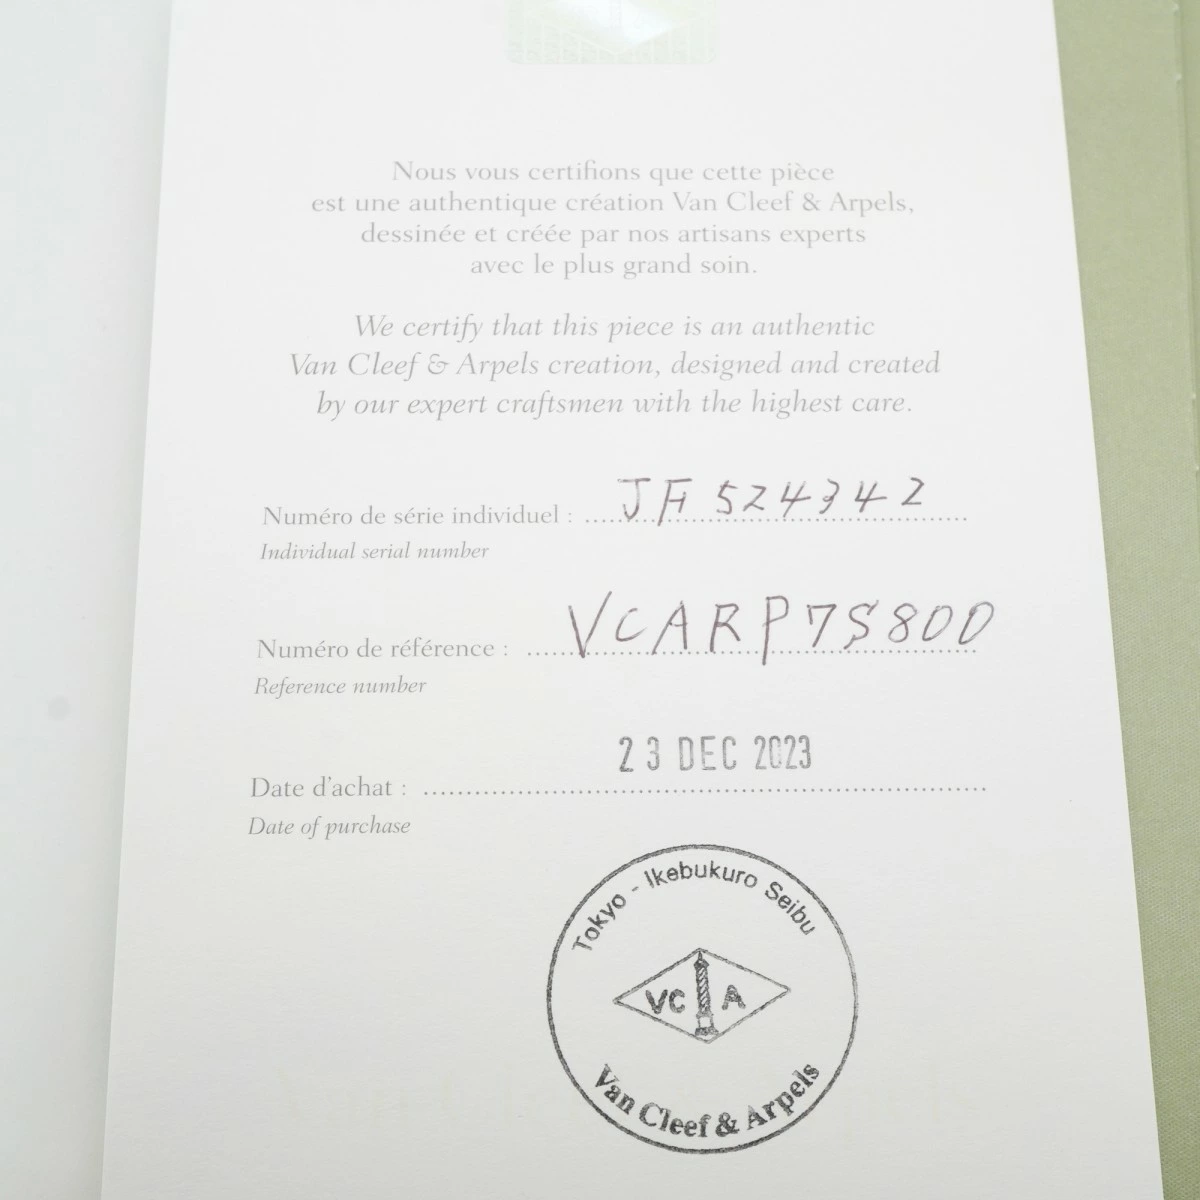 Nous vous certifions que cette pièce
est une authentique création Van Cleef & Arpels,
dessinée et créée par nos artisans experts
avec le plus grand soin.
We certify that this piece is an authentic
Van Cleef & Arpels creation, designed and created
by our expert craftsmen with the highest care.
Numéro de série individuel : JF 524342
Individual serial number
Numéro de référence : VCARP7S800
Reference number
23 DEC 2023
Date d'achat :
Date of purchase
Tokyo - Ikebukuro Seibu
VC A
Van Cleef & Arpels